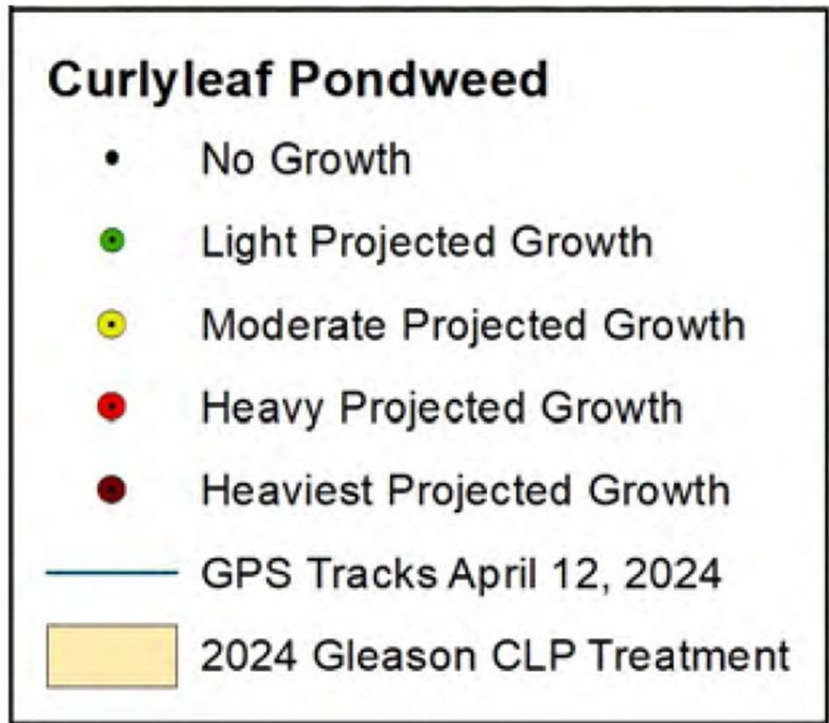 Curlyleaf Pondweed
No Growth
Light Projected Growth
Moderate Projected Growth
Heavy Projected Growth
Heaviest Projected Growth
GPS Tracks April 12, 2024
2024 Gleason CLP Treatment